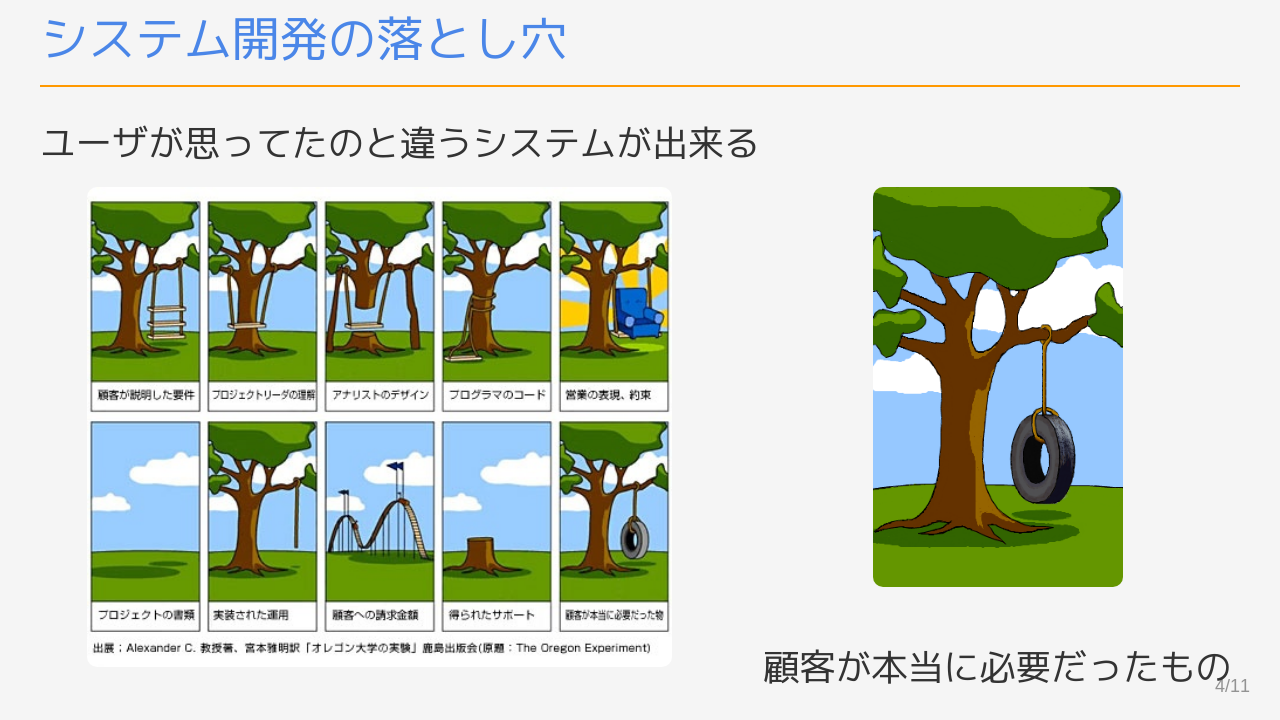 システム開発の落とし穴
ユーザが思ってたのと違うシステムが出来る
顧客が説明した要件
プロジェクトリーダの理解
アナリストのデザイン
プログラマのコード
営業の表現、約束
プロジェクトの書類
実装された運用
顧客への請求金額
得られたサポート
顧客が本当に必要だった物
出展；Alexander C. 教授著、宮本雅明訳「オレゴン大学の実験」鹿島出版会(原題：The Oregon Experiment)
顧客が本当に必要だったもの
4/11